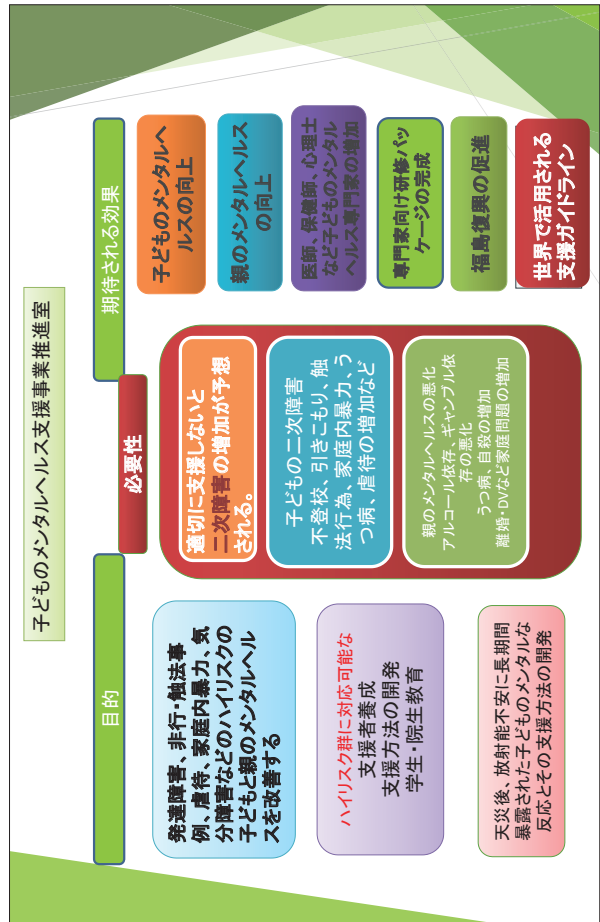 子どものメンタルヘルス支援事業推進室
目的
発達障害、非行・触法事
例、虐待、家庭内暴力、気
分障害などのハイリスクの
子どもと親のメンタルヘル
スを改善する
ハイリスク群に対応可能な
支援者養成
支援方法の開発
学生・院生教育
天災後、放射能不安に長期間
暴露された子どものメンタルな
反応とその支援方法の開発
必要性
適切に支援しないと
二次障害の増加が予想
される。
子どもの二次障害
不登校、引きこもり、触
法行為、家庭内暴力、う
つ病、虐待の増加など
親のメンタルヘルスの悪化
アルコール依存、ギャンブル依
存の悪化
うつ病、自殺の増加
離婚・DVなど家庭問題の増加
期待される効果
子どものメンタルヘ
ルスの向上
親のメンタルヘルス
の向上
医師、保健師、心理士
など子どものメンタル
ヘルス専門家の増加
専門家向け研修パッ
ケージの完成
福島復興の促進
世界で活用される
支援ガイドライン